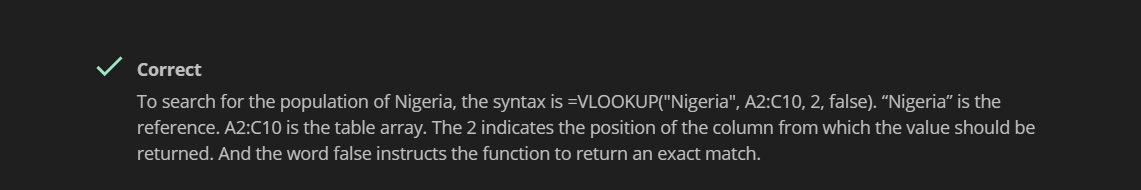 Correct
To search for the population of Nigeria, the syntax is =VLOOKUP("Nigeria", A2:C10, 2, false). “Nigeria” is the
reference. A2:C10 is the table array. The 2 indicates the position of the column from which the value should be
returned. And the word false instructs the function to return an exact match.